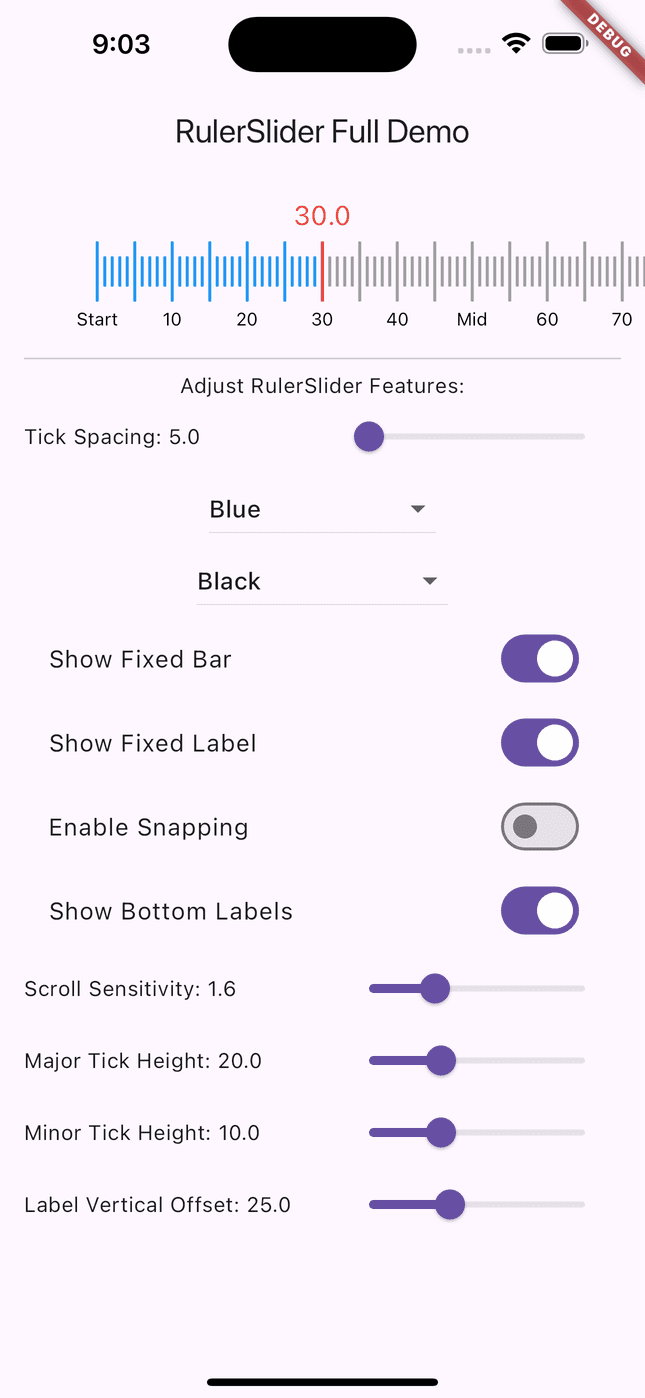 9:03
DEBUG
RulerSlider Full Demo
30.0
Start 10 20 30 40 Mid 60 70
Adjust RulerSlider Features:
Tick Spacing: 5.0
Blue
Black
Show Fixed Bar
Show Fixed Label
Enable Snapping
Show Bottom Labels
Scroll Sensitivity: 1.6
Major Tick Height: 20.0
Minor Tick Height: 10.0
Label Vertical Offset: 25.0